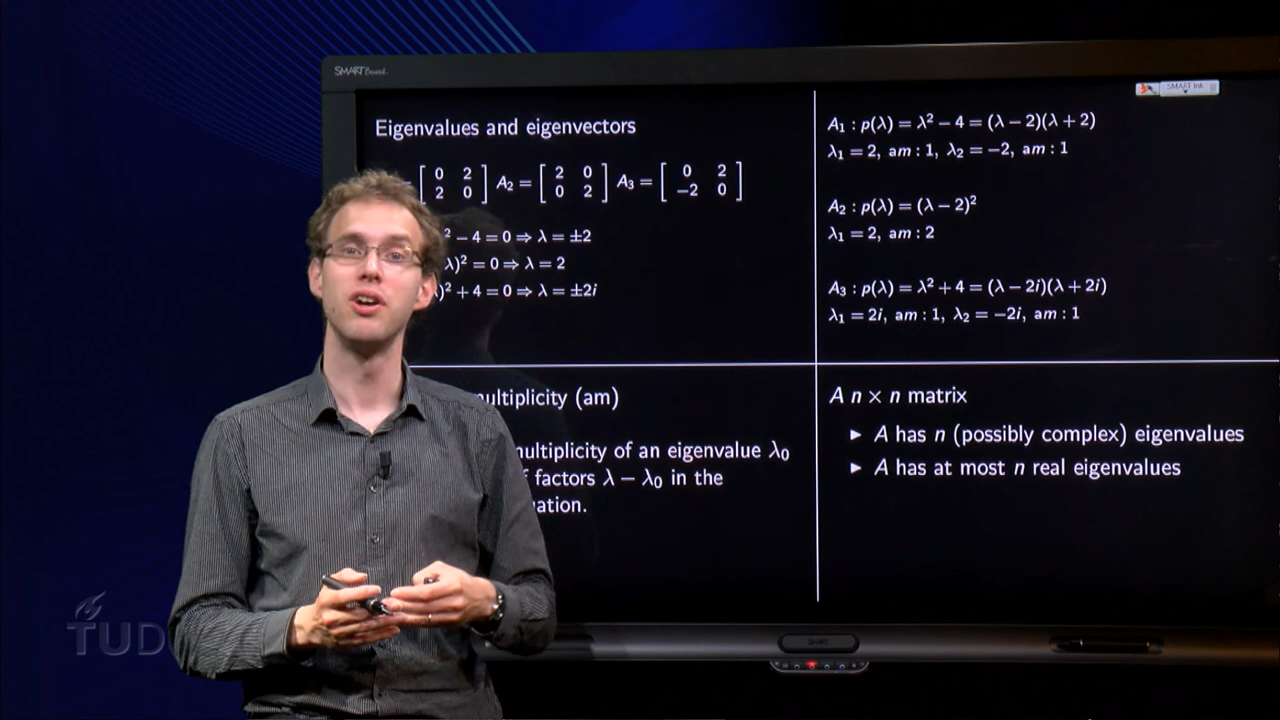 SMART Board
SMART Ink
Eigenvalues and eigenvectors
[ 0 2 ; 2 0 ] A₂ = [ 2 0 ; 0 2 ] A₃ = [ 0 2 ; −2 0 ]
² − 4 = 0 ⇒ λ = ±2
λ)² = 0 ⇒ λ = 2
)² + 4 = 0 ⇒ λ = ±2i
A₁ : p(λ) = λ² − 4 = (λ − 2)(λ + 2)
λ₁ = 2, am : 1, λ₂ = −2, am : 1
A₂ : p(λ) = (λ − 2)²
λ₁ = 2, am : 2
A₃ : p(λ) = λ² + 4 = (λ − 2i)(λ + 2i)
λ₁ = 2i, am : 1, λ₂ = −2i, am : 1
ultiplicity (am)
ultiplicity of an eigenvalue λ₀
factors λ − λ₀ in the
ation.
A n × n matrix
▶ A has n (possibly complex) eigenvalues
▶ A has at most n real eigenvalues
TUD
SMART